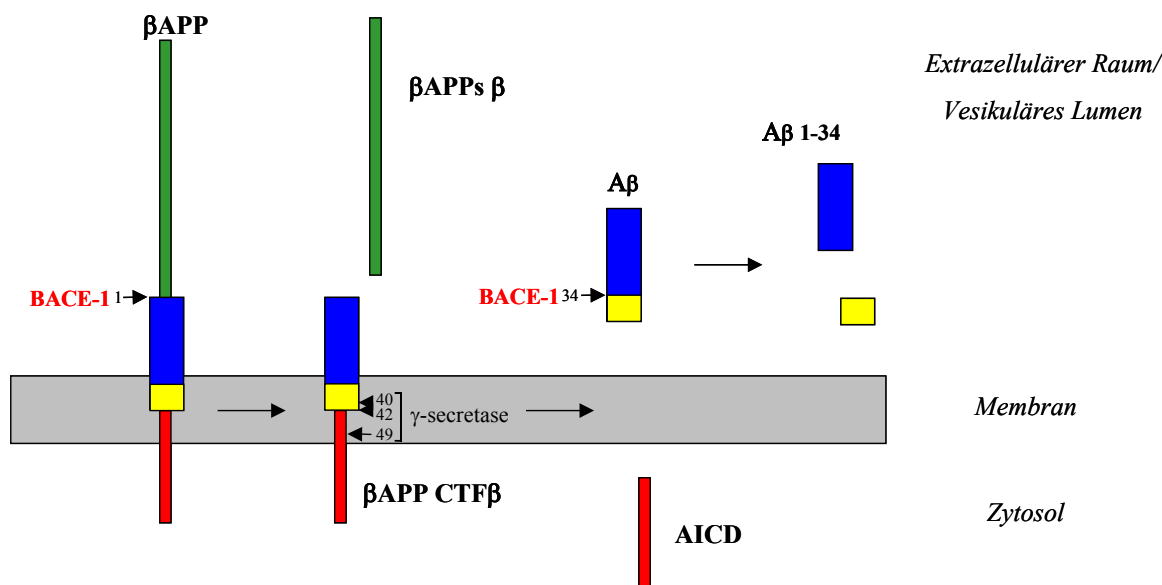 βAPP
βAPPs β
Extrazellulärer Raum/
Vesikuläres Lumen
Aβ 1-34
Aβ
BACE-1 1
BACE-1 34
40
42
49
γ-secretase
Membran
βAPP CTFβ
AICD
Zytosol